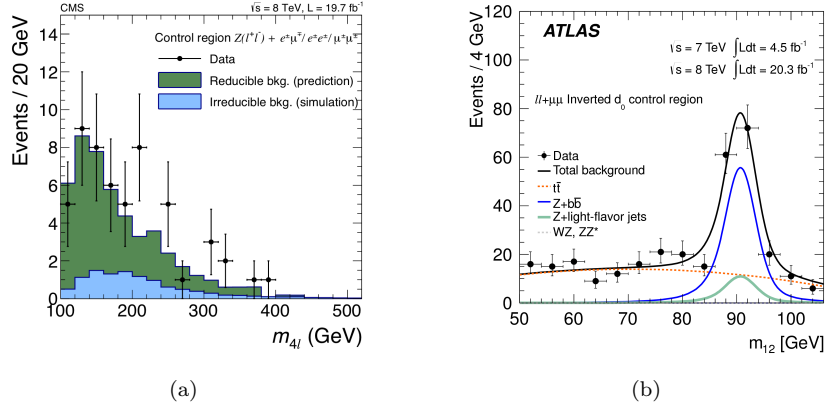 CMS
√s = 8 TeV, L = 19.7 fb⁻¹
Events / 20 GeV
14
12
10
8
6
4
2
0
Control region Z(l⁺l⁻) + e±μ∓/ e±e±/ μ±μ±
Data
Reducible bkg. (prediction)
Irreducible bkg. (simulation)
100 200 300 400 500
m₄l (GeV)
(a)
Events / 4 GeV
120
100
80
60
40
20
0
ATLAS
√s = 7 TeV ∫Ldt = 4.5 fb⁻¹
√s = 8 TeV ∫Ldt = 20.3 fb⁻¹
ll+μμ Inverted d₀ control region
Data
Total background
tt̄
Z+bb̄
Z+light-flavor jets
WZ, ZZ*
50 60 70 80 90 100
m₁₂ [GeV]
(b)